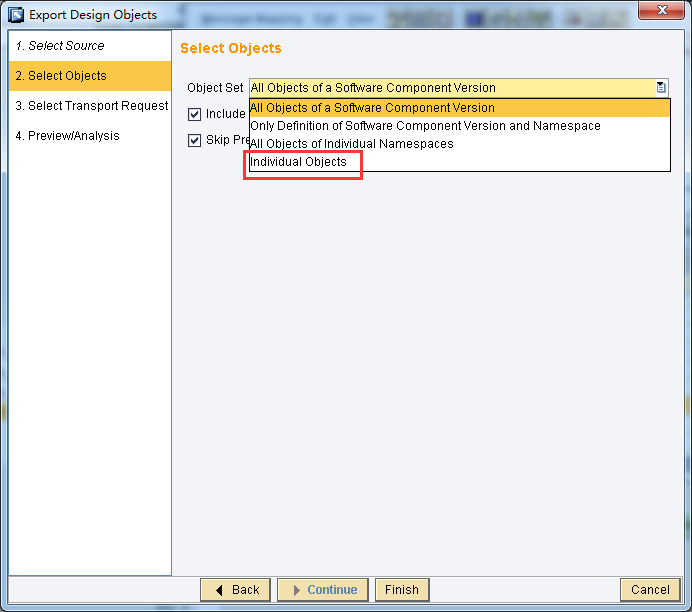 Export Design Objects
1. Select Source
2. Select Objects
3. Select Transport Request
4. Preview/Analysis
Select Objects
Object Set All Objects of a Software Component Version
All Objects of a Software Component Version
Include
Only Definition of Software Component Version and Namespace
Skip Pre
All Objects of Individual Namespaces
Individual Objects
Back Continue Finish Cancel